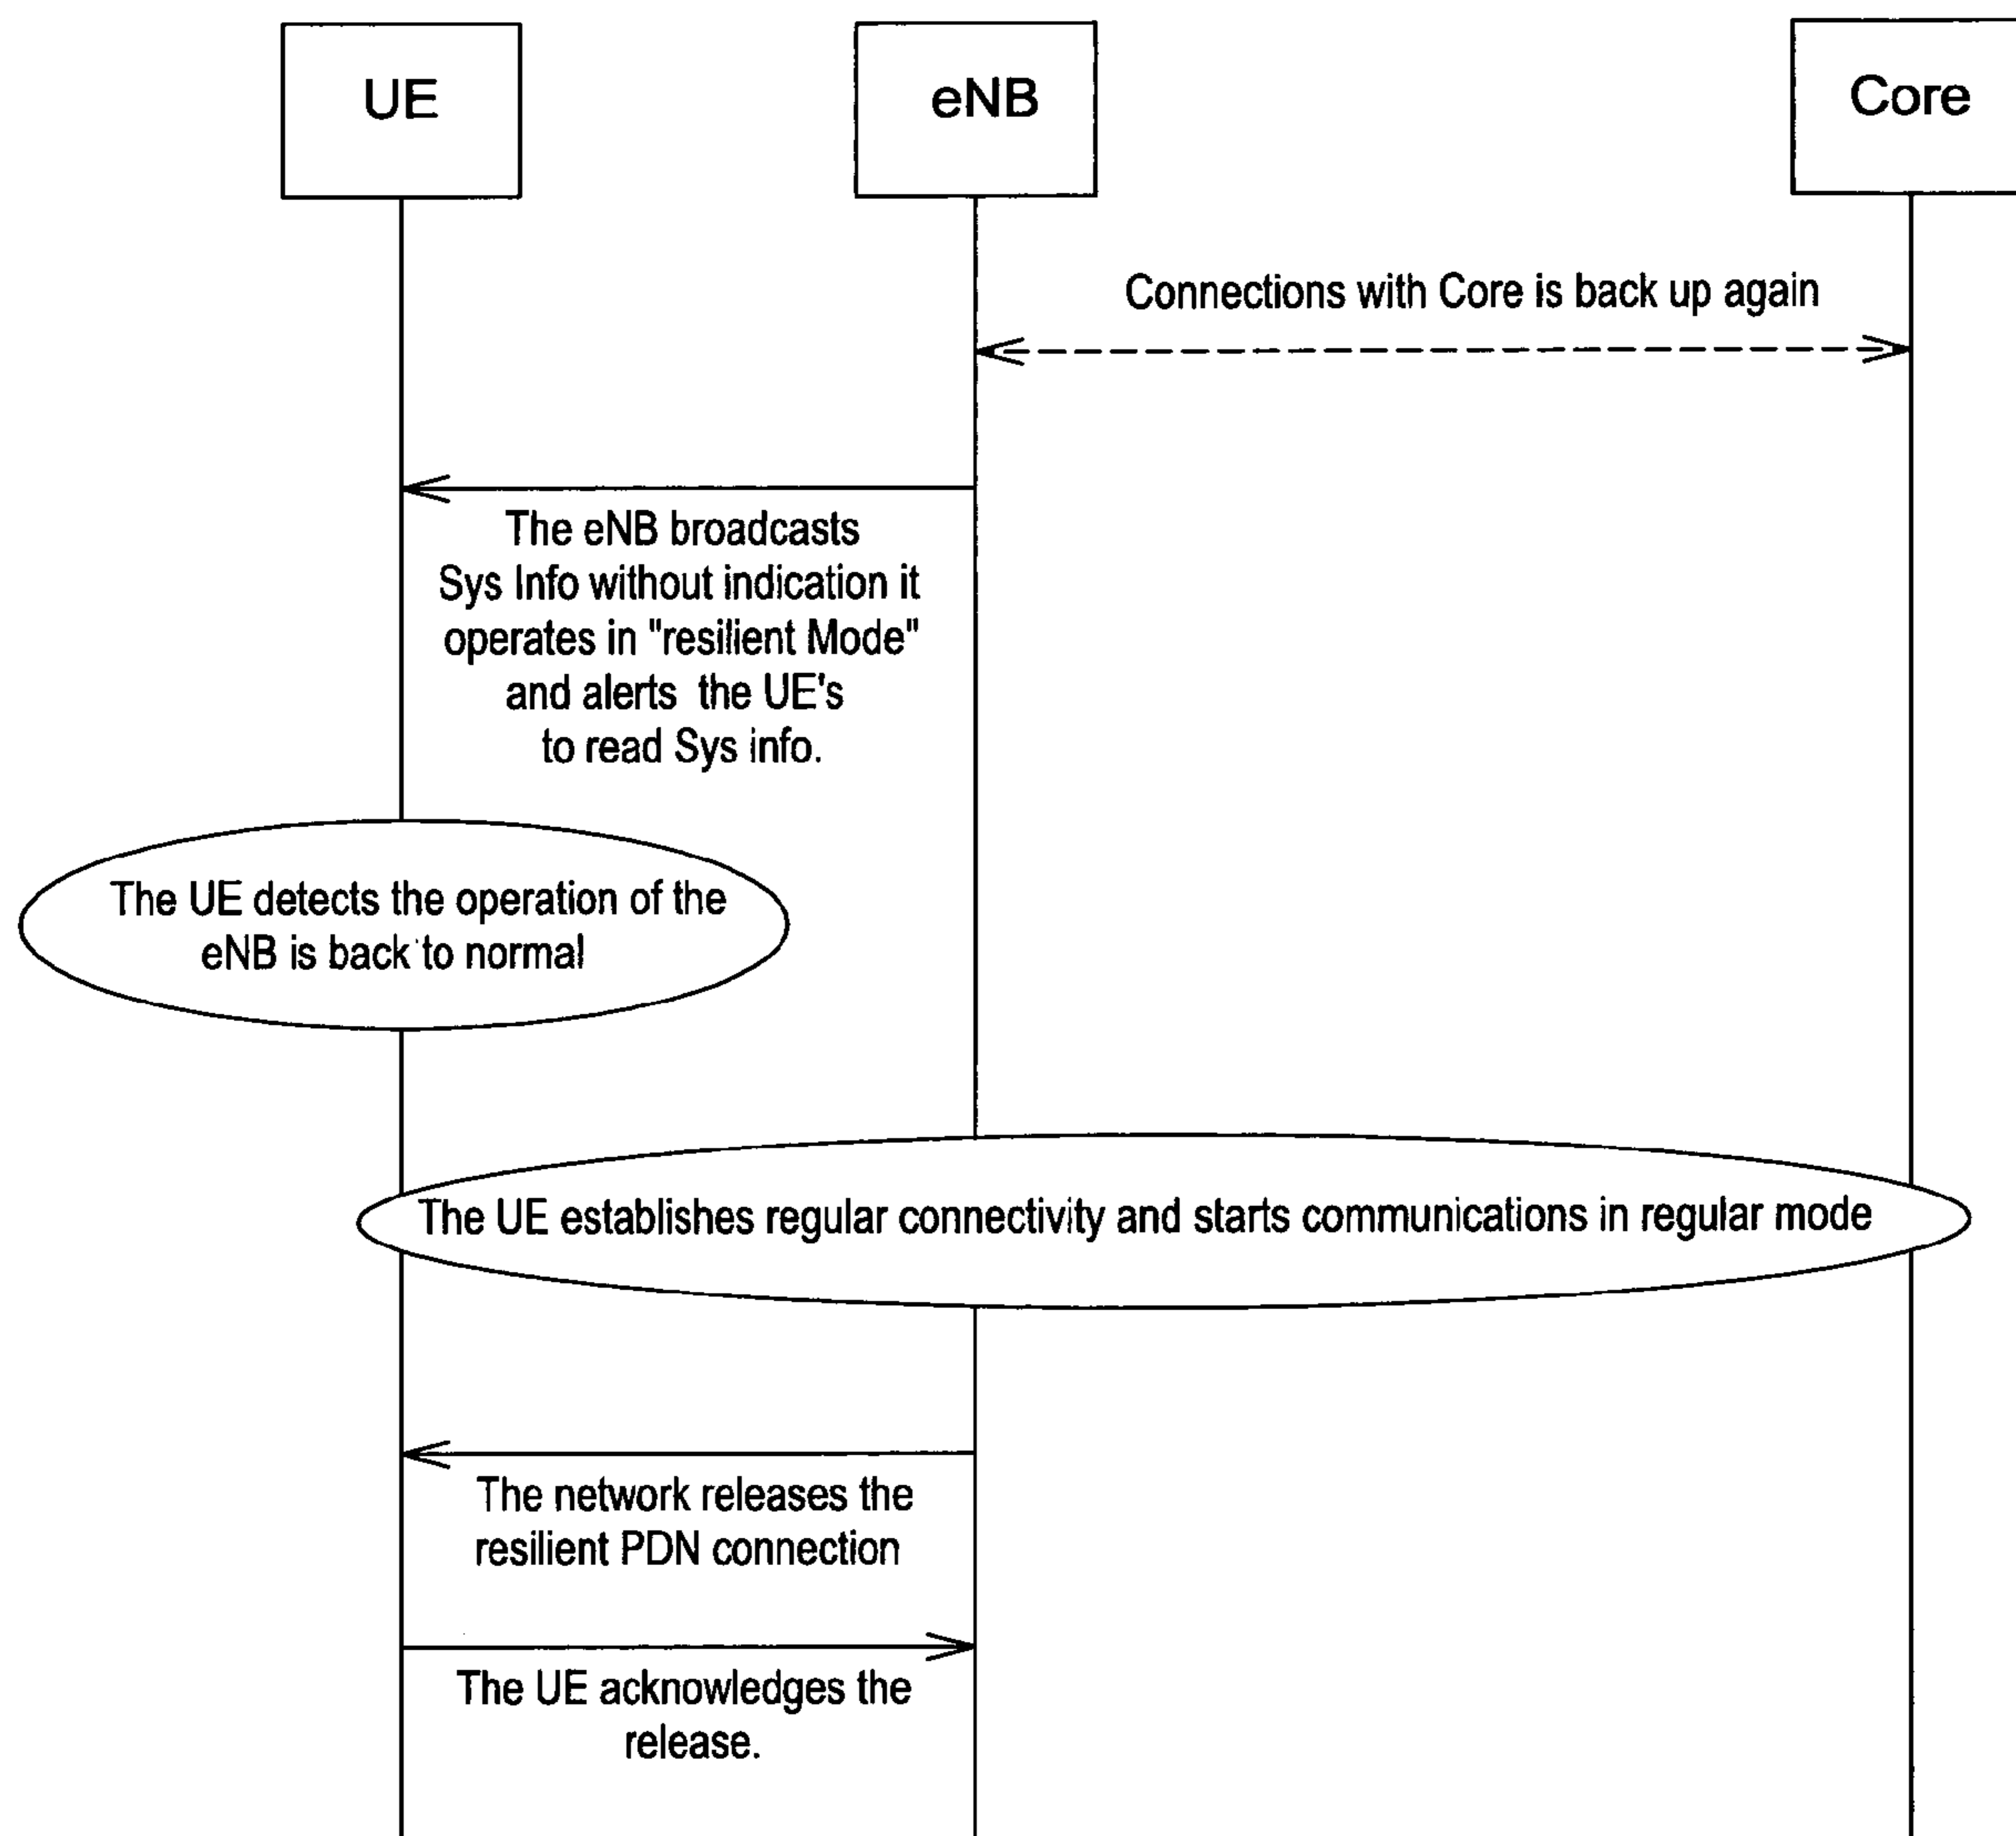 UE
eNB
Core
Connections with Core is back up again
The eNB broadcasts
Sys Info without indication it
operates in "resilient Mode"
and alerts the UE's
to read Sys info.
The UE detects the operation of the
eNB is back to normal
The UE establishes regular connectivity and starts communications in regular mode
The network releases the
resilient PDN connection
The UE acknowledges the
release.